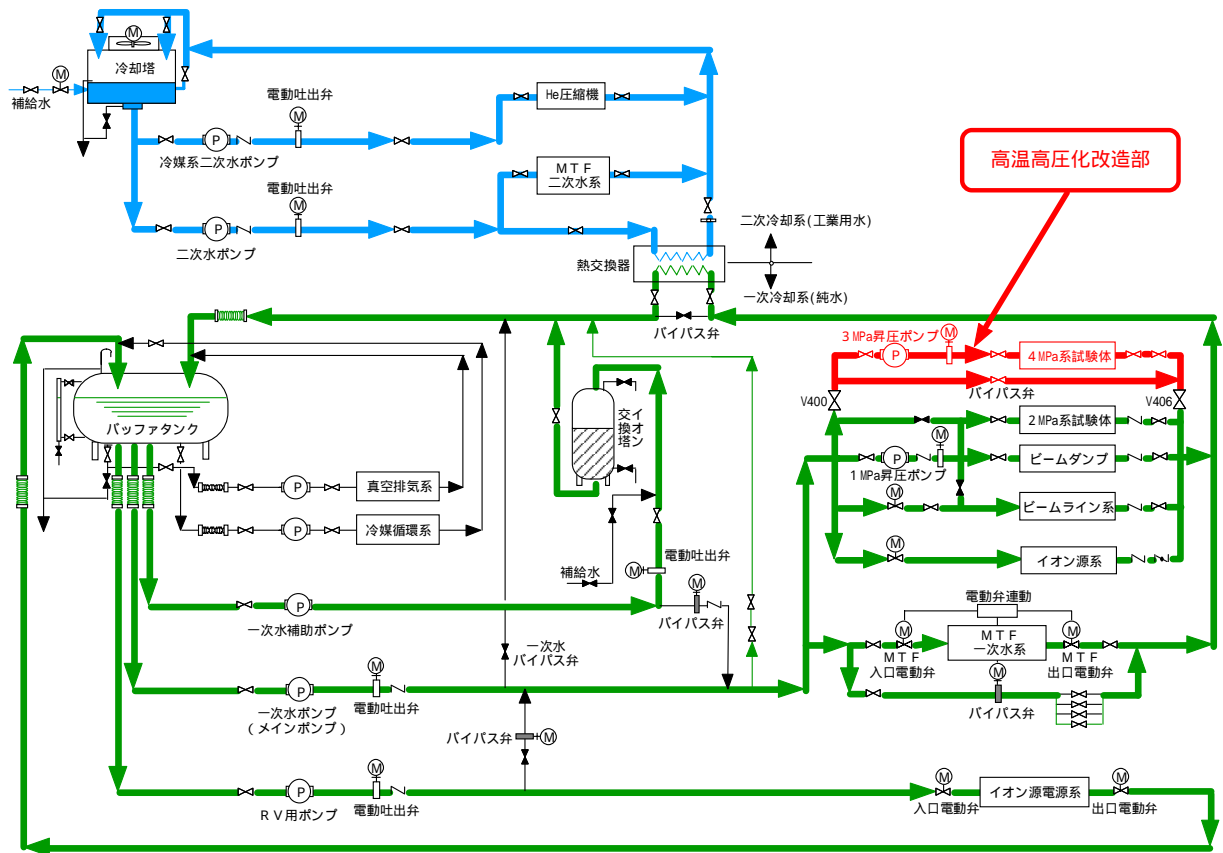 冷却塔
M
補給水
電動吐出弁
M
P
冷媒系二次水ポンプ
He圧縮機
電動吐出弁
M
P
二次水ポンプ
MTF
二次水系
高温高圧化改造部
二次冷却系(工業用水)
熱交換器
一次冷却系(純水)
バイパス弁
3MPa昇圧ポンプ
M
P
4MPa系試験体
バイパス弁
V400
V406
2MPa系試験体
M
P
1MPa昇圧ポンプ
ビームダンプ
M
ビームライン系
M
イオン源系
バッファタンク
イオン
交換塔
P
真空排気系
P
冷媒循環系
補給水
電動吐出弁
M
M
バイパス弁
P
一次水補助ポンプ
一次水
バイパス弁
電動弁連動
M
MTF
一次水系
M
MTF
入口電動弁
MTF
出口電動弁
M
バイパス弁
M
P
電動吐出弁
一次水ポンプ
(メインポンプ)
バイパス弁
M
M
P
電動吐出弁
RV用ポンプ
M
入口電動弁
イオン源電源系
M
出口電動弁